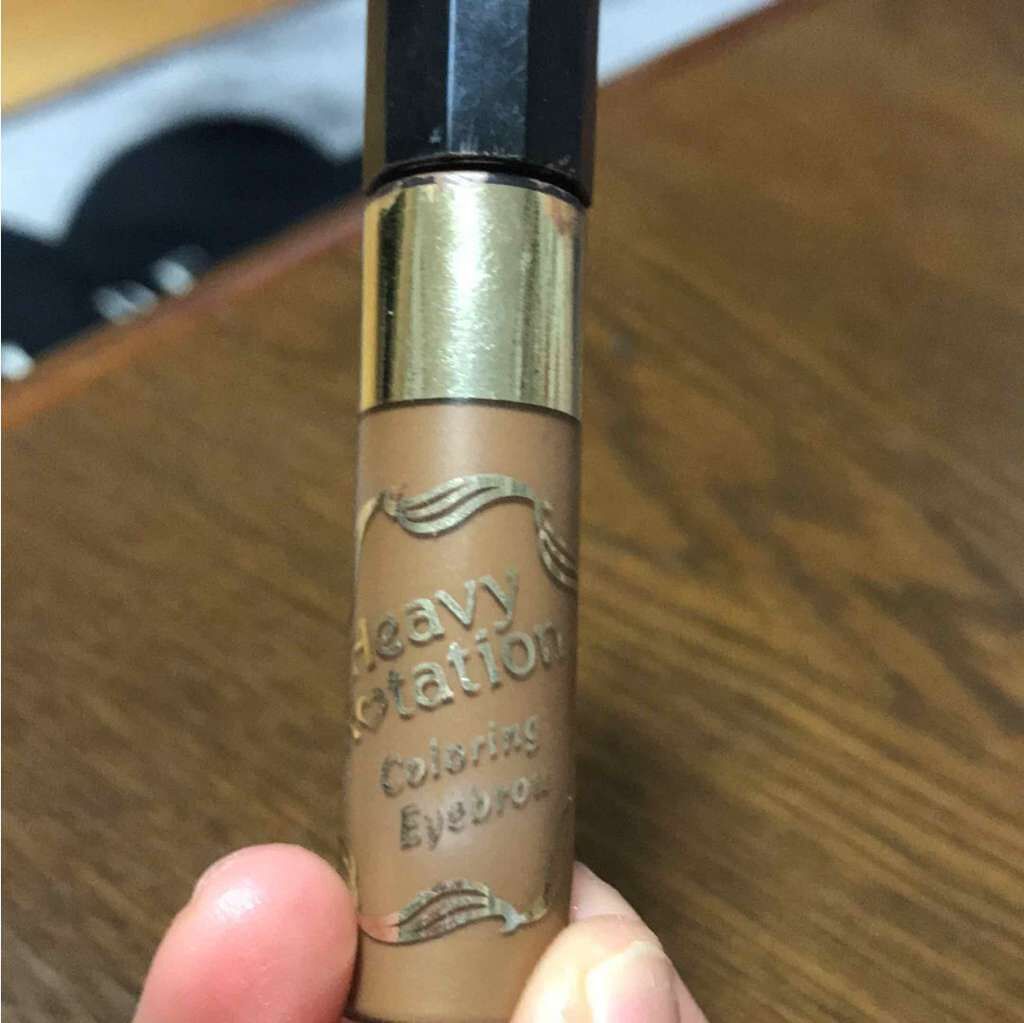 Heavy
Rotation
Coloring
Eyebrow